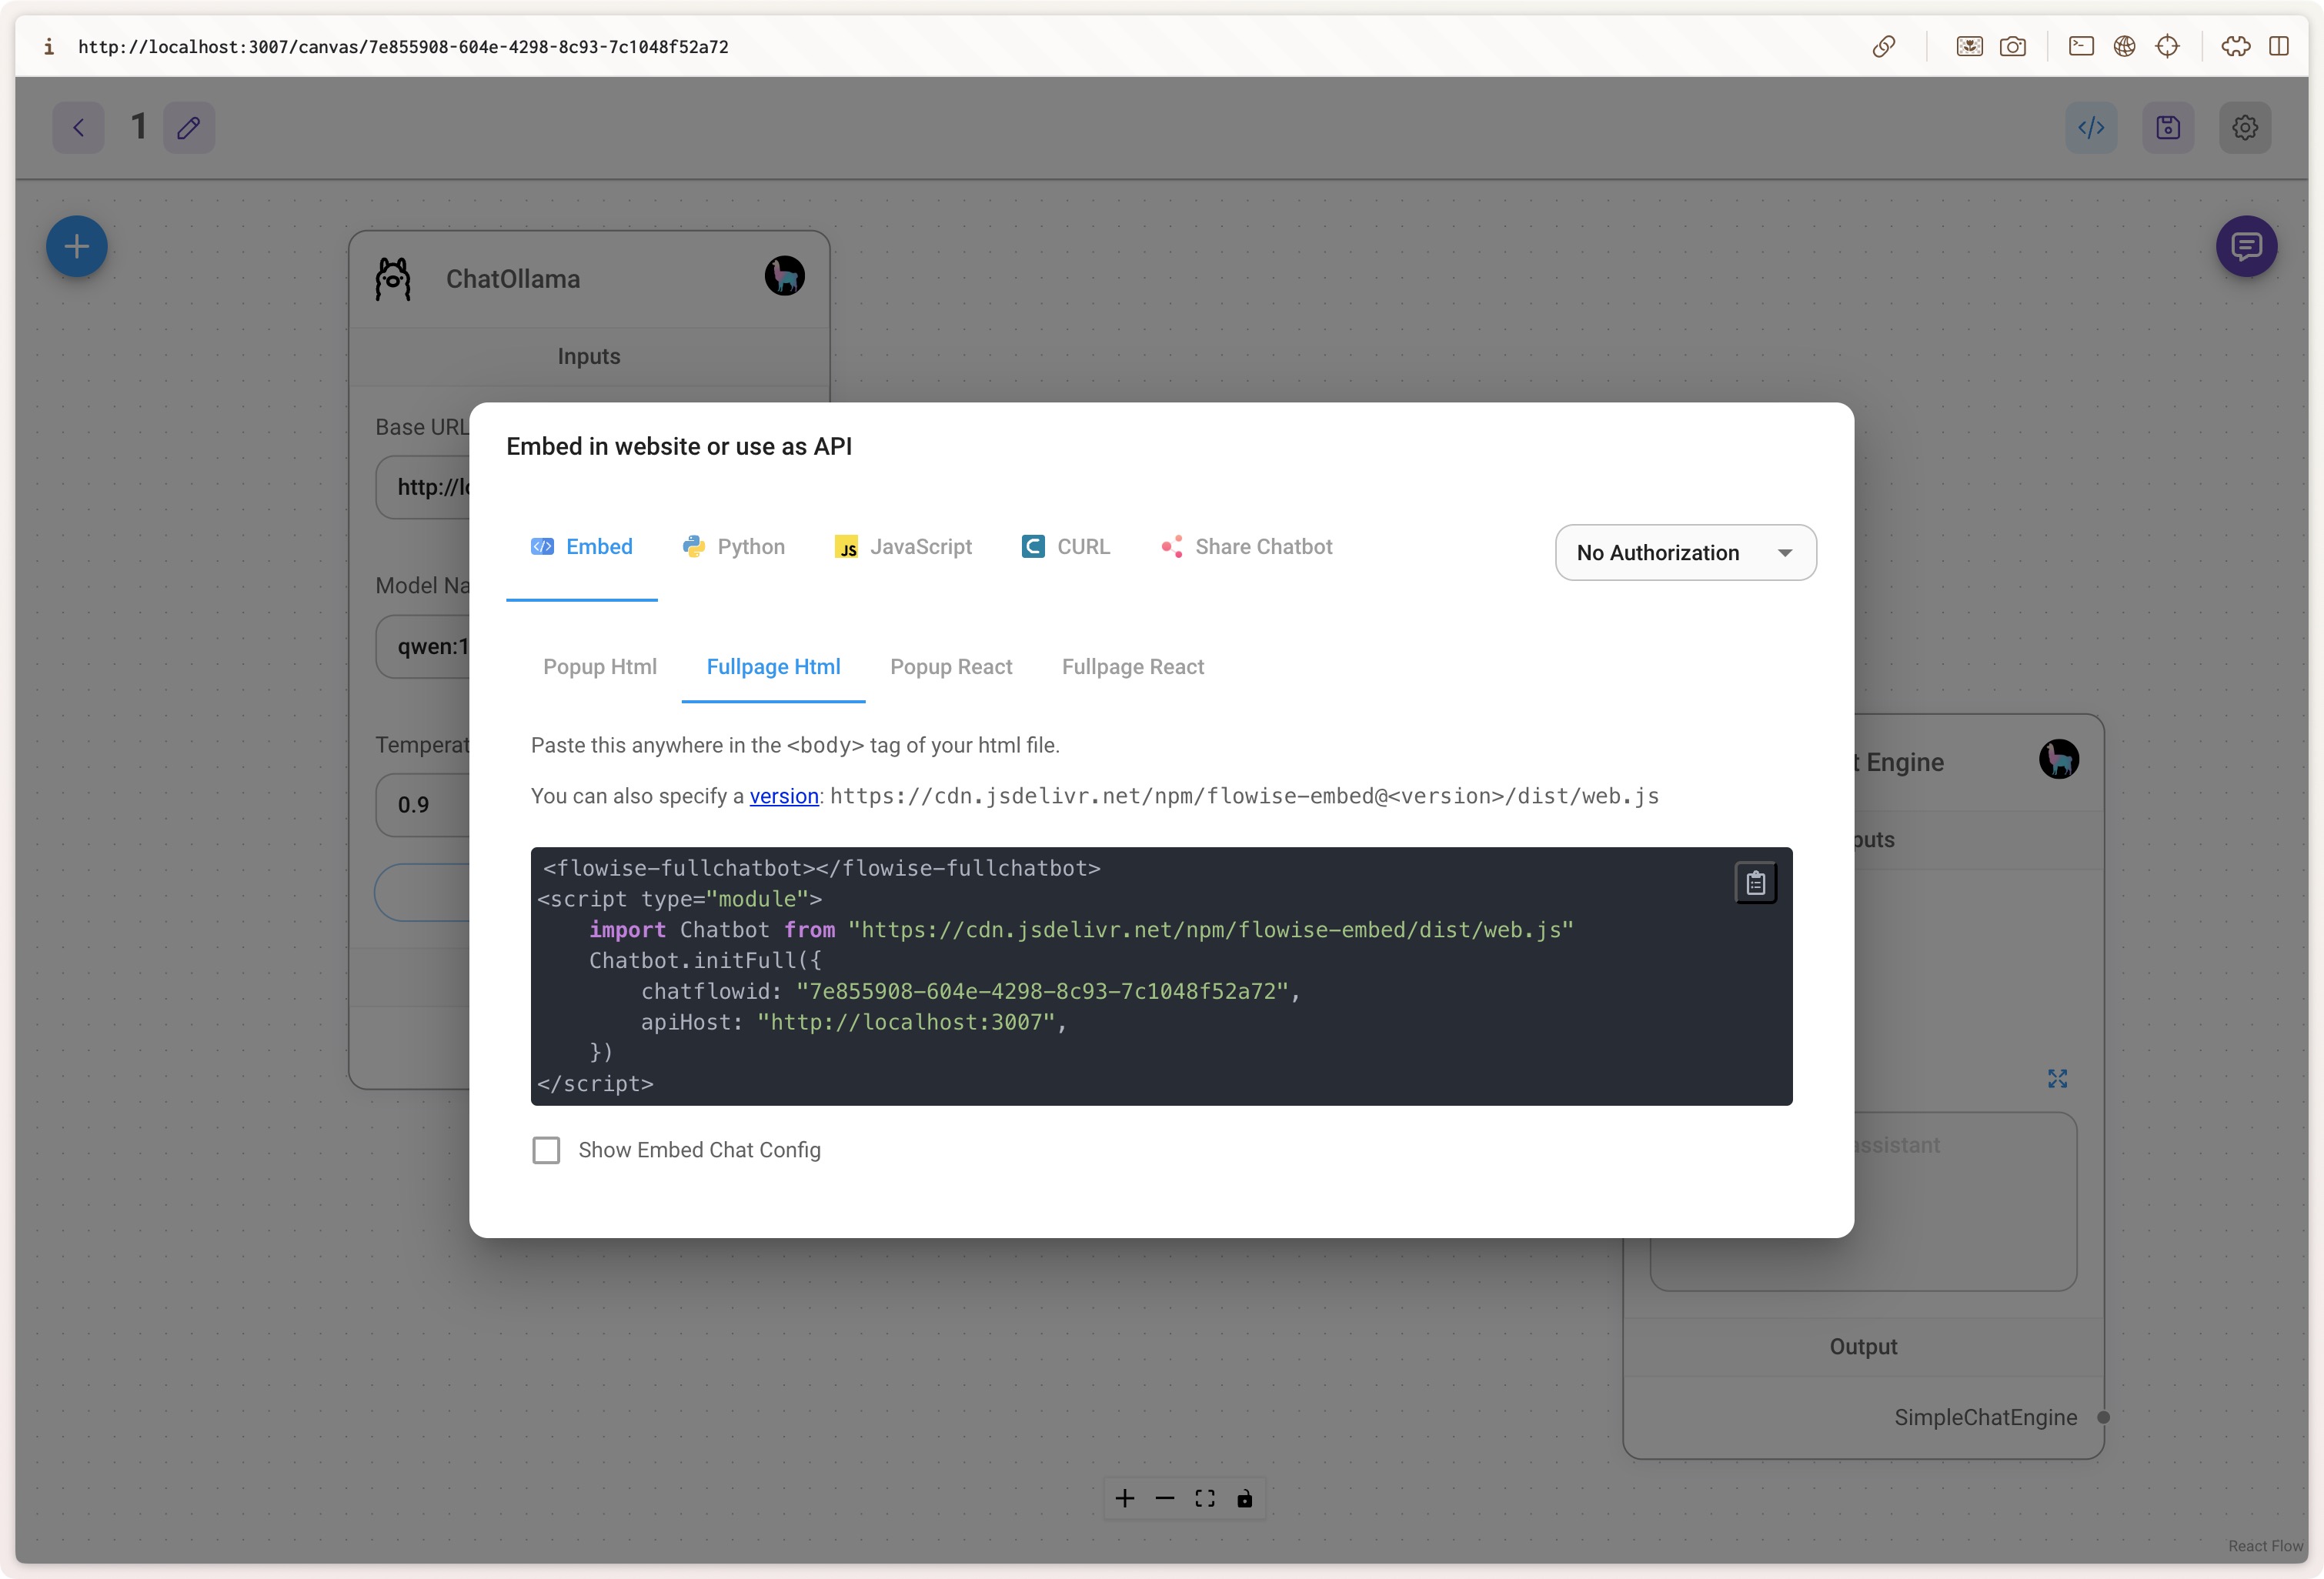 http://localhost:3007/canvas/7e855908-604e-4298-8c93-7c1048f52a72
1
ChatOllama
Inputs
Base URL
http://lo
Model Na
qwen:1
Temperat
0.9
Embed in website or use as API
Embed
Python
JS
JavaScript
C
CURL
Share Chatbot
No Authorization
Popup Html
Fullpage Html
Popup React
Fullpage React
Paste this anywhere in the <body> tag of your html file.
You can also specify a version: https://cdn.jsdelivr.net/npm/flowise-embed@<version>/dist/web.js
<flowise-fullchatbot></flowise-fullchatbot>
<script type="module">
    import Chatbot from "https://cdn.jsdelivr.net/npm/flowise-embed/dist/web.js"
    Chatbot.initFull({
        chatflowid: "7e855908-604e-4298-8c93-7c1048f52a72",
        apiHost: "http://localhost:3007",
    })
</script>
Show Embed Chat Config
t Engine
puts
assistant
Output
SimpleChatEngine
React Flow